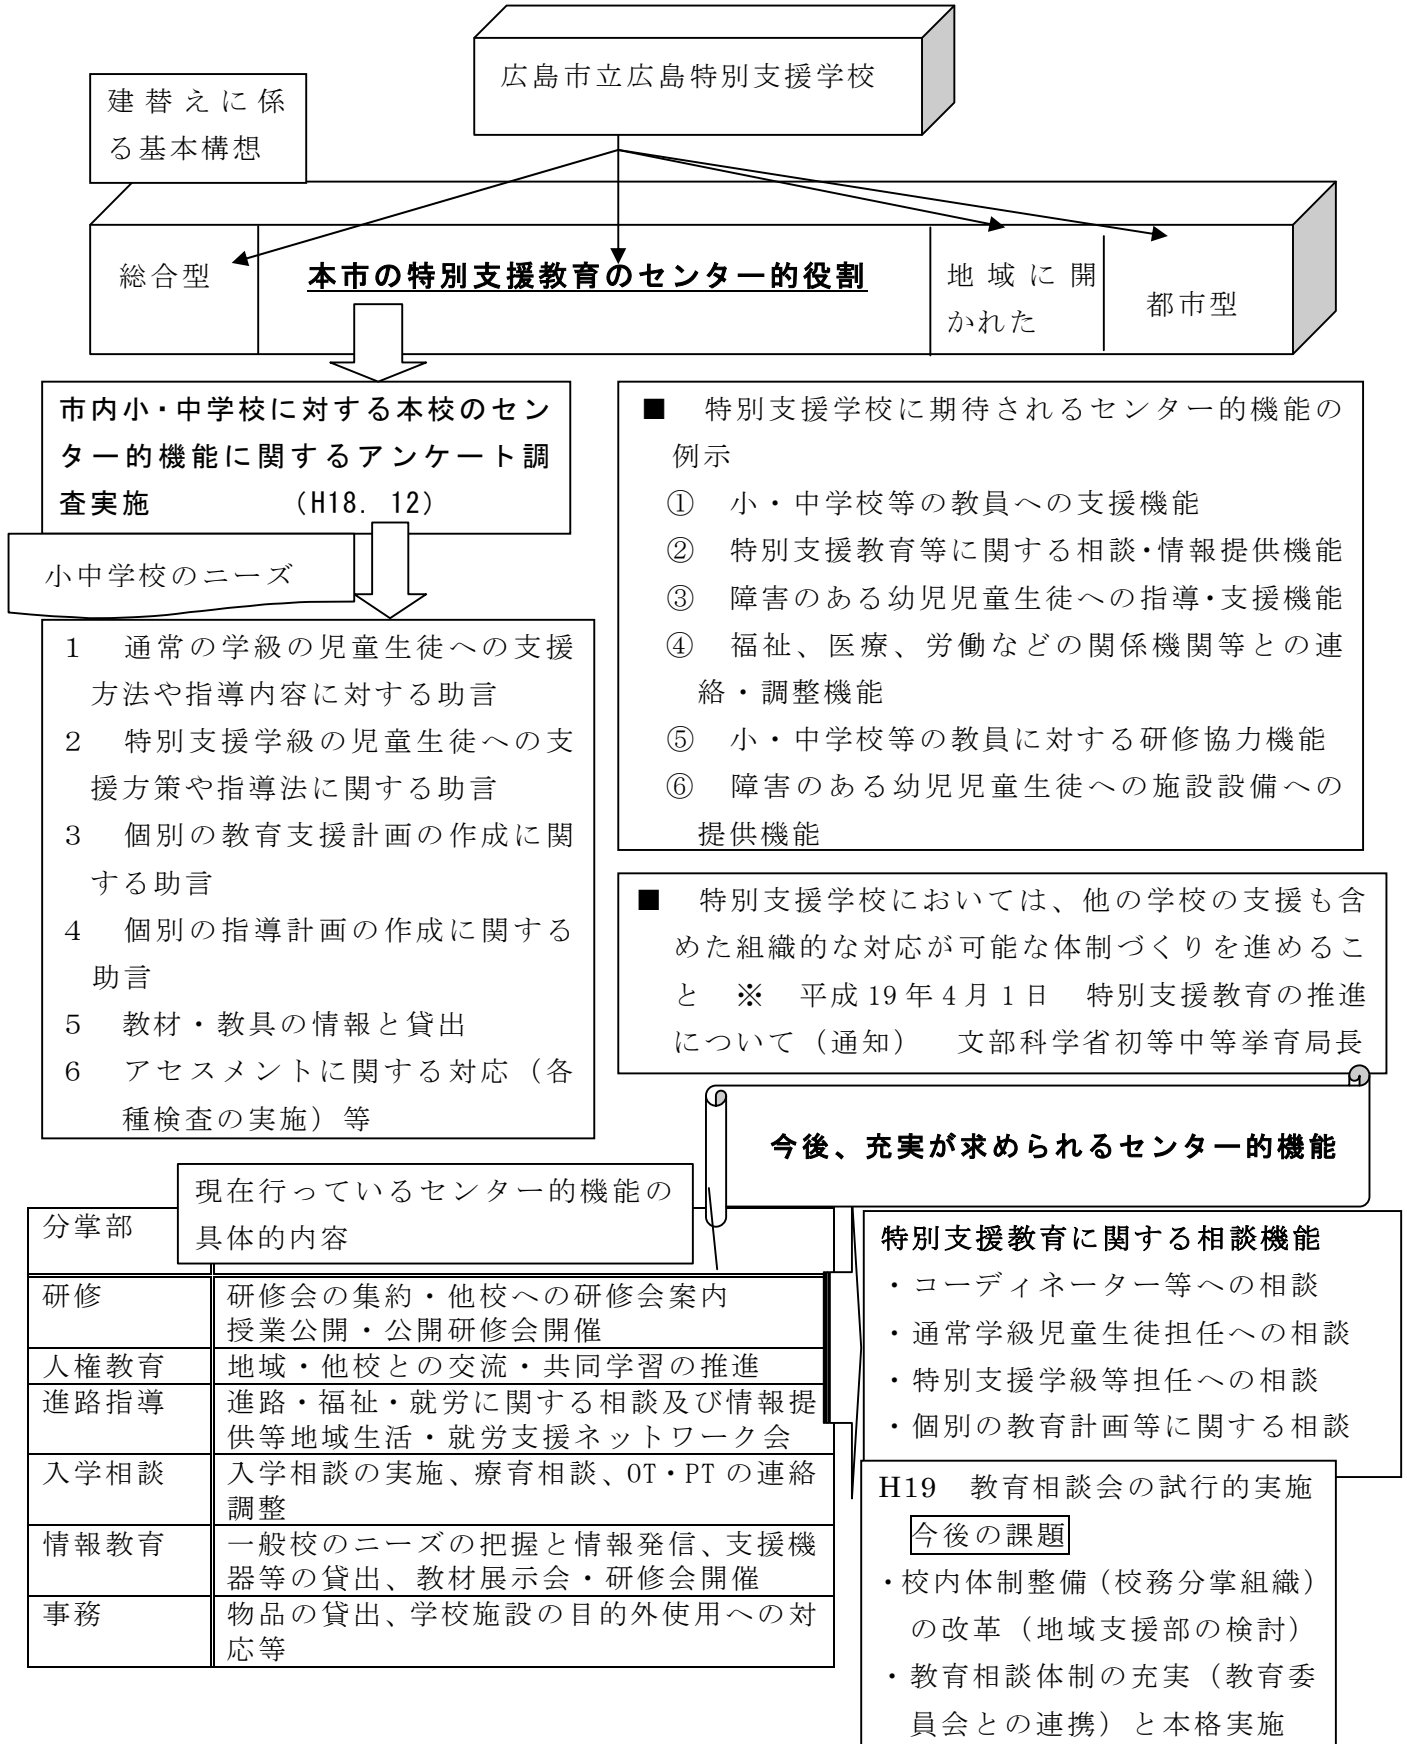 広島市立広島特別支援学校
建替えに係
る基本構想
総合型
本市の特別支援教育のセンター的役割
地域に開
かれた
都市型
市内小・中学校に対する本校のセン
ター的機能に関するアンケート調
査実施　　　　（H18．12）
小中学校のニーズ
1　通常の学級の児童生徒への支援
方法や指導内容に対する助言
2　特別支援学級の児童生徒への支
援方策や指導法に関する助言
3　個別の教育支援計画の作成に関
する助言
4　個別の指導計画の作成に関する
助言
5　教材・教具の情報と貸出
6　アセスメントに関する対応（各
種検査の実施）等
■　特別支援学校に期待されるセンター的機能の
例示
①　小・中学校等の教員への支援機能
②　特別支援教育等に関する相談・情報提供機能
③　障害のある幼児児童生徒への指導・支援機能
④　福祉、医療、労働などの関係機関等との連
絡・調整機能
⑤　小・中学校等の教員に対する研修協力機能
⑥　障害のある幼児児童生徒への施設設備への
提供機能
■　特別支援学校においては、他の学校の支援も含
めた組織的な対応が可能な体制づくりを進めるこ
と　※　平成19年4月1日　特別支援教育の推進
について（通知）　文部科学省初等中等挙育局長
今後、充実が求められるセンター的機能
現在行っているセンター的機能の
具体的内容
分掌部
研修　研修会の集約・他校への研修会案内
授業公開・公開研修会開催
人権教育　地域・他校との交流・共同学習の推進
進路指導　進路・福祉・就労に関する相談及び情報提
供等地域生活・就労支援ネットワーク会
入学相談　入学相談の実施、療育相談、OT・PTの連絡
調整
情報教育　一般校のニーズの把握と情報発信、支援機
器等の貸出、教材展示会・研修会開催
事務　物品の貸出、学校施設の目的外使用への対
応等
特別支援教育に関する相談機能
・コーディネーター等への相談
・通常学級児童生徒担任への相談
・特別支援学級等担任への相談
・個別の教育計画等に関する相談
H19　教育相談会の試行的実施
今後の課題
・校内体制整備（校務分掌組織）
の改革（地域支援部の検討）
・教育相談体制の充実（教育委
員会との連携）と本格実施